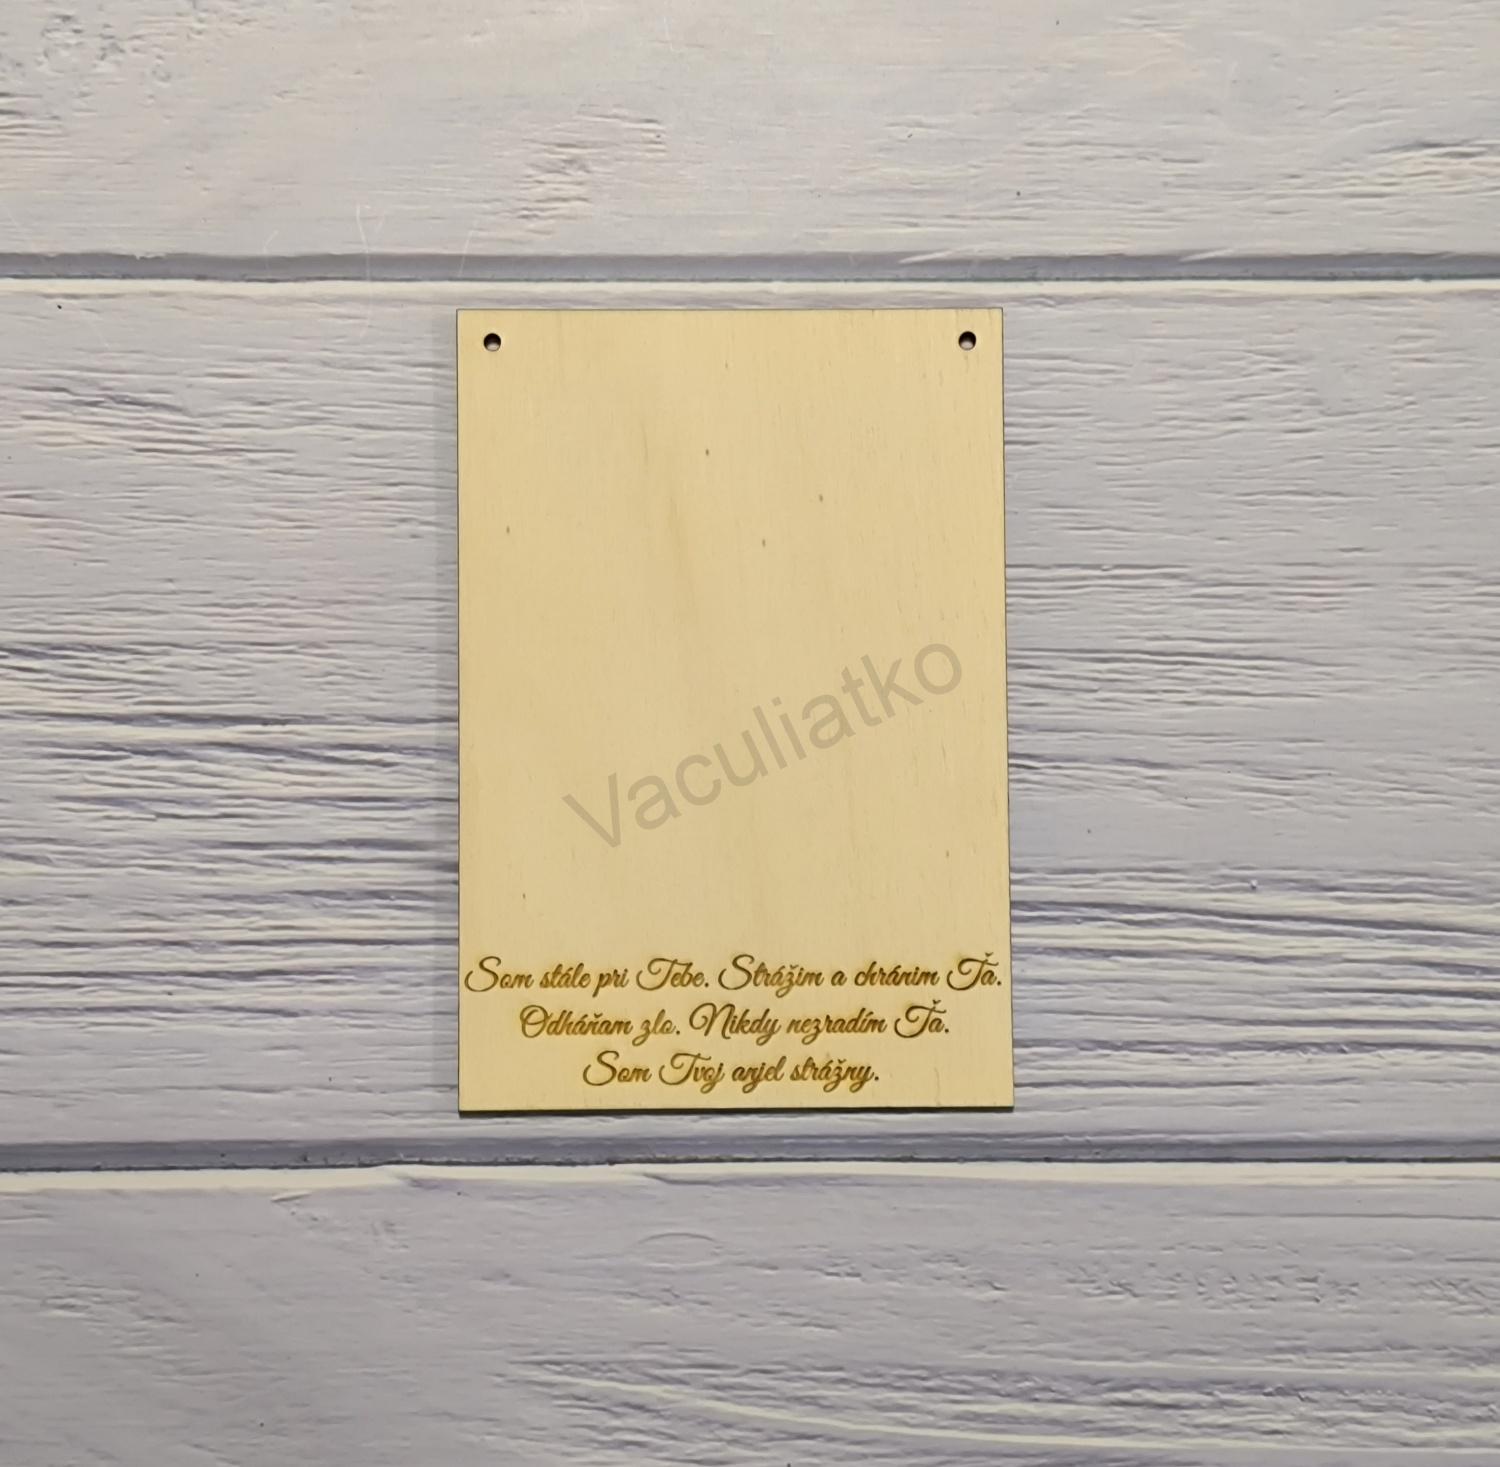 Vaculiatko
Som stále pri Tebe. Strážim a chránim Ťa.
Odháňam zlo. Nikdy nezradím Ťa.
Som Tvoj anjel strážny.